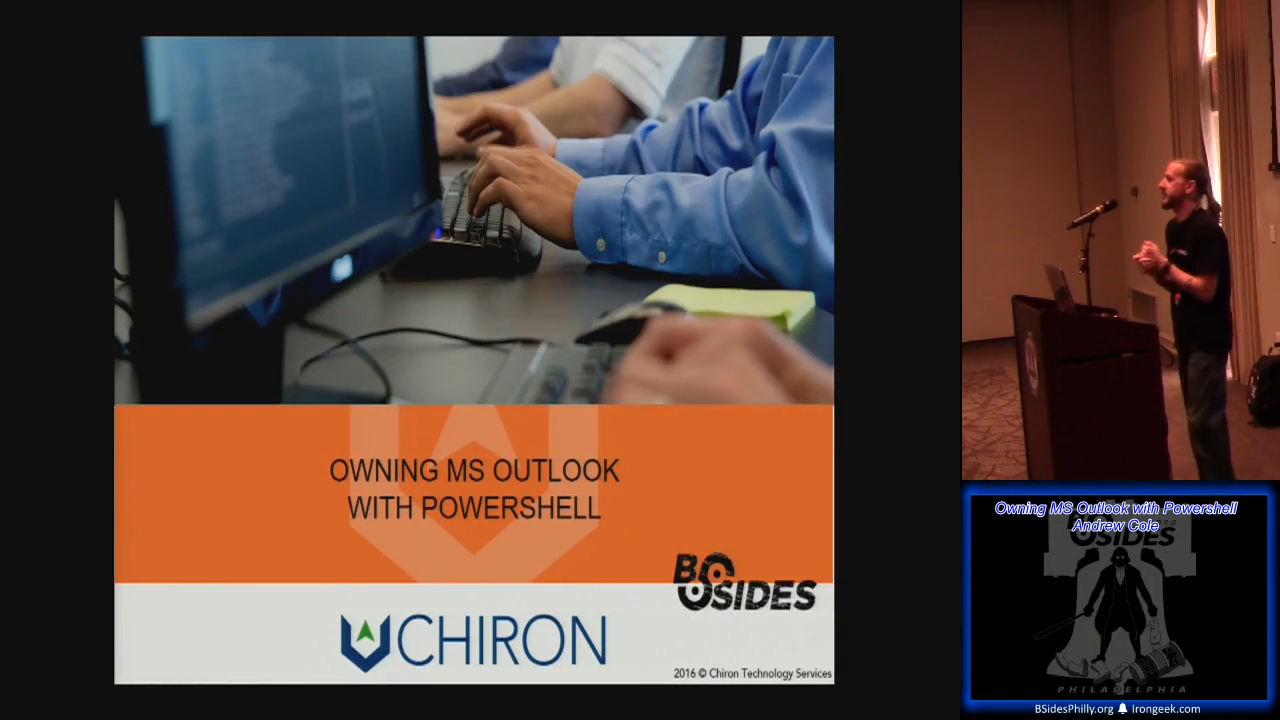 OWNING MS OUTLOOK
WITH POWERSHELL
BSIDES
CHIRON
2016 © Chiron Technology Services
Owning MS Outlook with Powershell
Andrew Cole
BSIDES
PHILADELPHIA
BSidesPhilly.org Irongeek.com